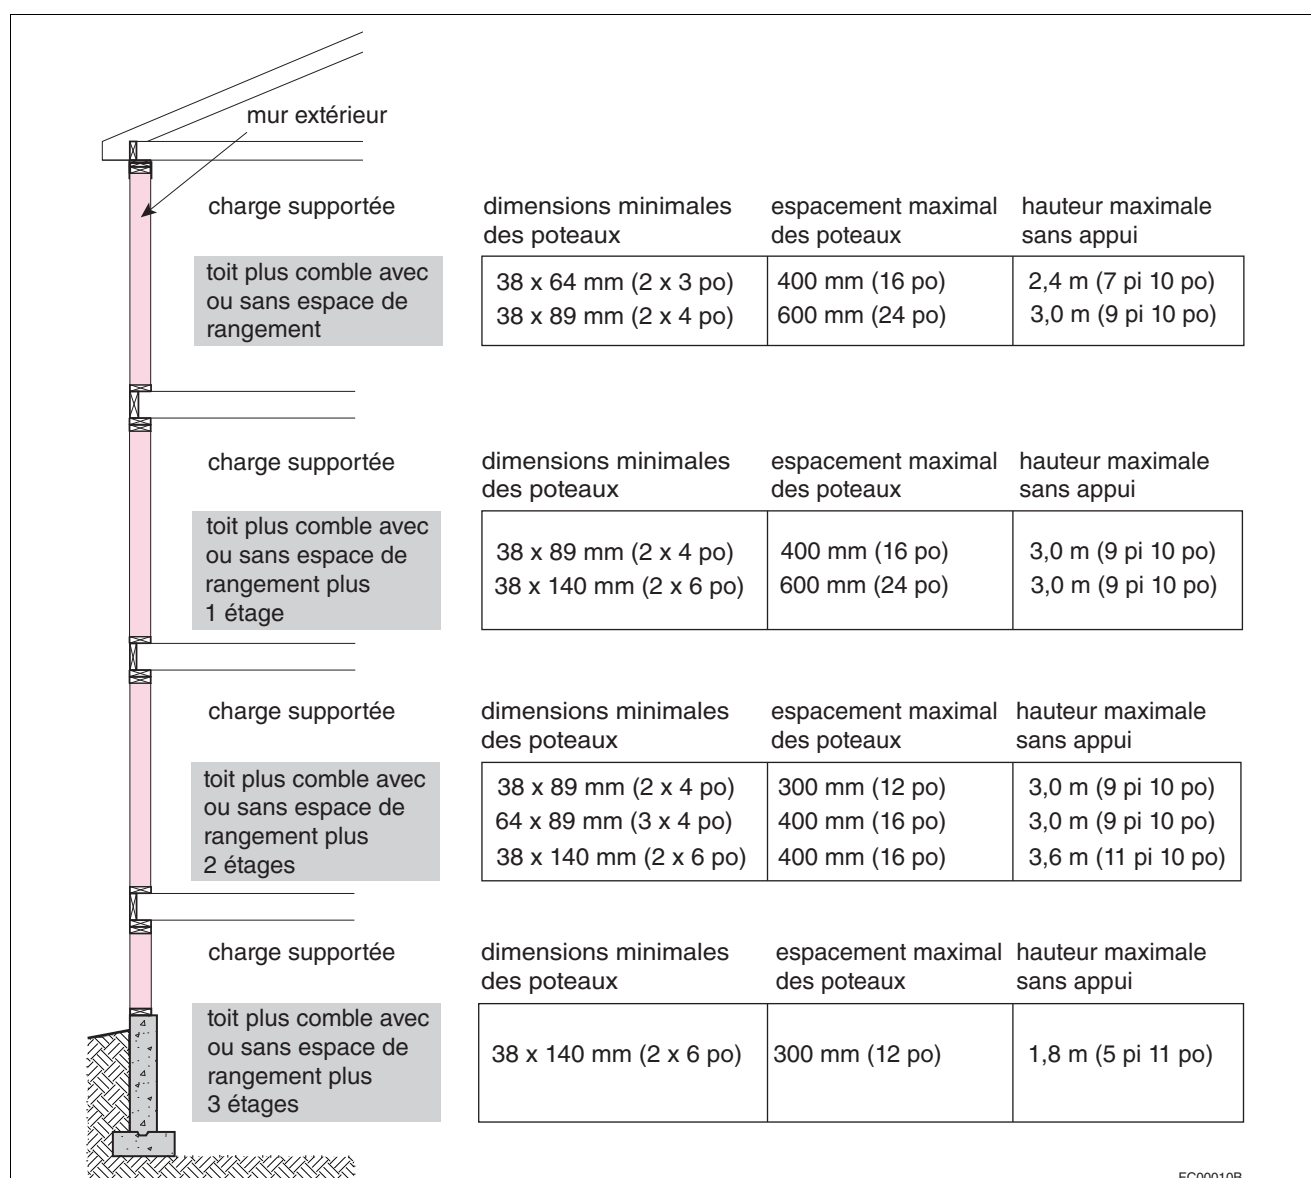 mur extérieur
charge supportée
dimensions minimales
des poteaux
espacement maximal
des poteaux
hauteur maximale
sans appui
toit plus comble avec
ou sans espace de
rangement
38 x 64 mm (2 x 3 po) 400 mm (16 po) 2,4 m (7 pi 10 po)
38 x 89 mm (2 x 4 po) 600 mm (24 po) 3,0 m (9 pi 10 po)
charge supportée
dimensions minimales
des poteaux
espacement maximal
des poteaux
hauteur maximale
sans appui
toit plus comble avec
ou sans espace de
rangement plus
1 étage
38 x 89 mm (2 x 4 po) 400 mm (16 po) 3,0 m (9 pi 10 po)
38 x 140 mm (2 x 6 po) 600 mm (24 po) 3,0 m (9 pi 10 po)
charge supportée
dimensions minimales
des poteaux
espacement maximal
des poteaux
hauteur maximale
sans appui
toit plus comble avec
ou sans espace de
rangement plus
2 étages
38 x 89 mm (2 x 4 po) 300 mm (12 po) 3,0 m (9 pi 10 po)
64 x 89 mm (3 x 4 po) 400 mm (16 po) 3,0 m (9 pi 10 po)
38 x 140 mm (2 x 6 po) 400 mm (16 po) 3,6 m (11 pi 10 po)
charge supportée
dimensions minimales
des poteaux
espacement maximal
des poteaux
hauteur maximale
sans appui
toit plus comble avec
ou sans espace de
rangement plus
3 étages
38 x 140 mm (2 x 6 po) 300 mm (12 po) 1,8 m (5 pi 11 po)
EC00010B